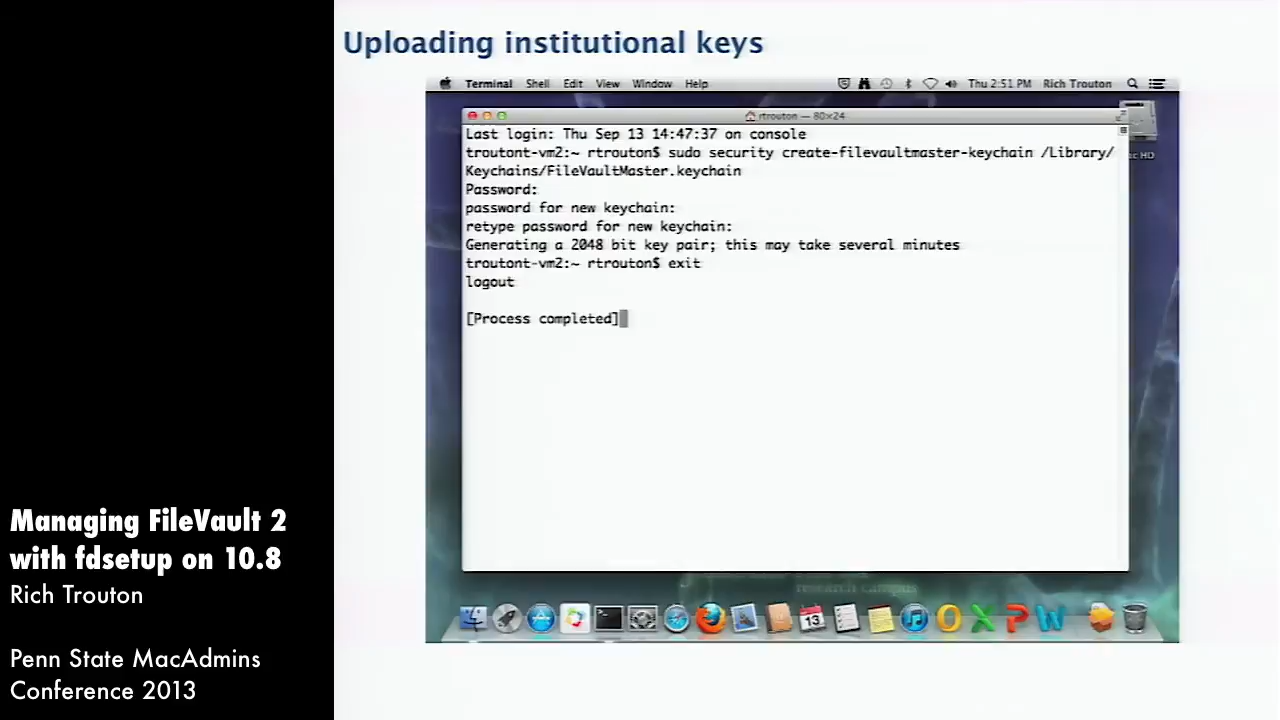 Uploading institutional keys
Terminal Shell Edit View Window Help Thu 2:51 PM Rich Trouton
rtrouton — 80×24
Last login: Thu Sep 13 14:47:37 on console
troutont-vm2:~ rtrouton$ sudo security create-filevaultmaster-keychain /Library/
Keychains/FileVaultMaster.keychain
Password:
password for new keychain:
retype password for new keychain:
Generating a 2048 bit key pair; this may take several minutes
troutont-vm2:~ rtrouton$ exit
logout
[Process completed]
HD
research campus
13
Managing FileVault 2
with fdsetup on 10.8
Rich Trouton
Penn State MacAdmins
Conference 2013